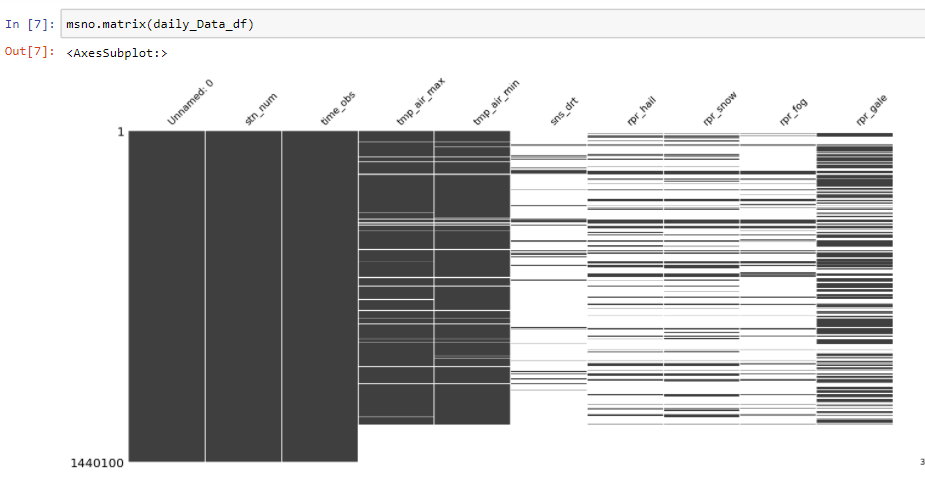 In [7]: msno.matrix(daily_Data_df)
Out[7]: <AxesSubplot:>
Unnamed: 0
stn_num
time_obs
tmp_air_max
tmp_air_min
sns_drt
rpr_hail
rpr_snow
rpr_fog
rpr_gale
1
1440100
3